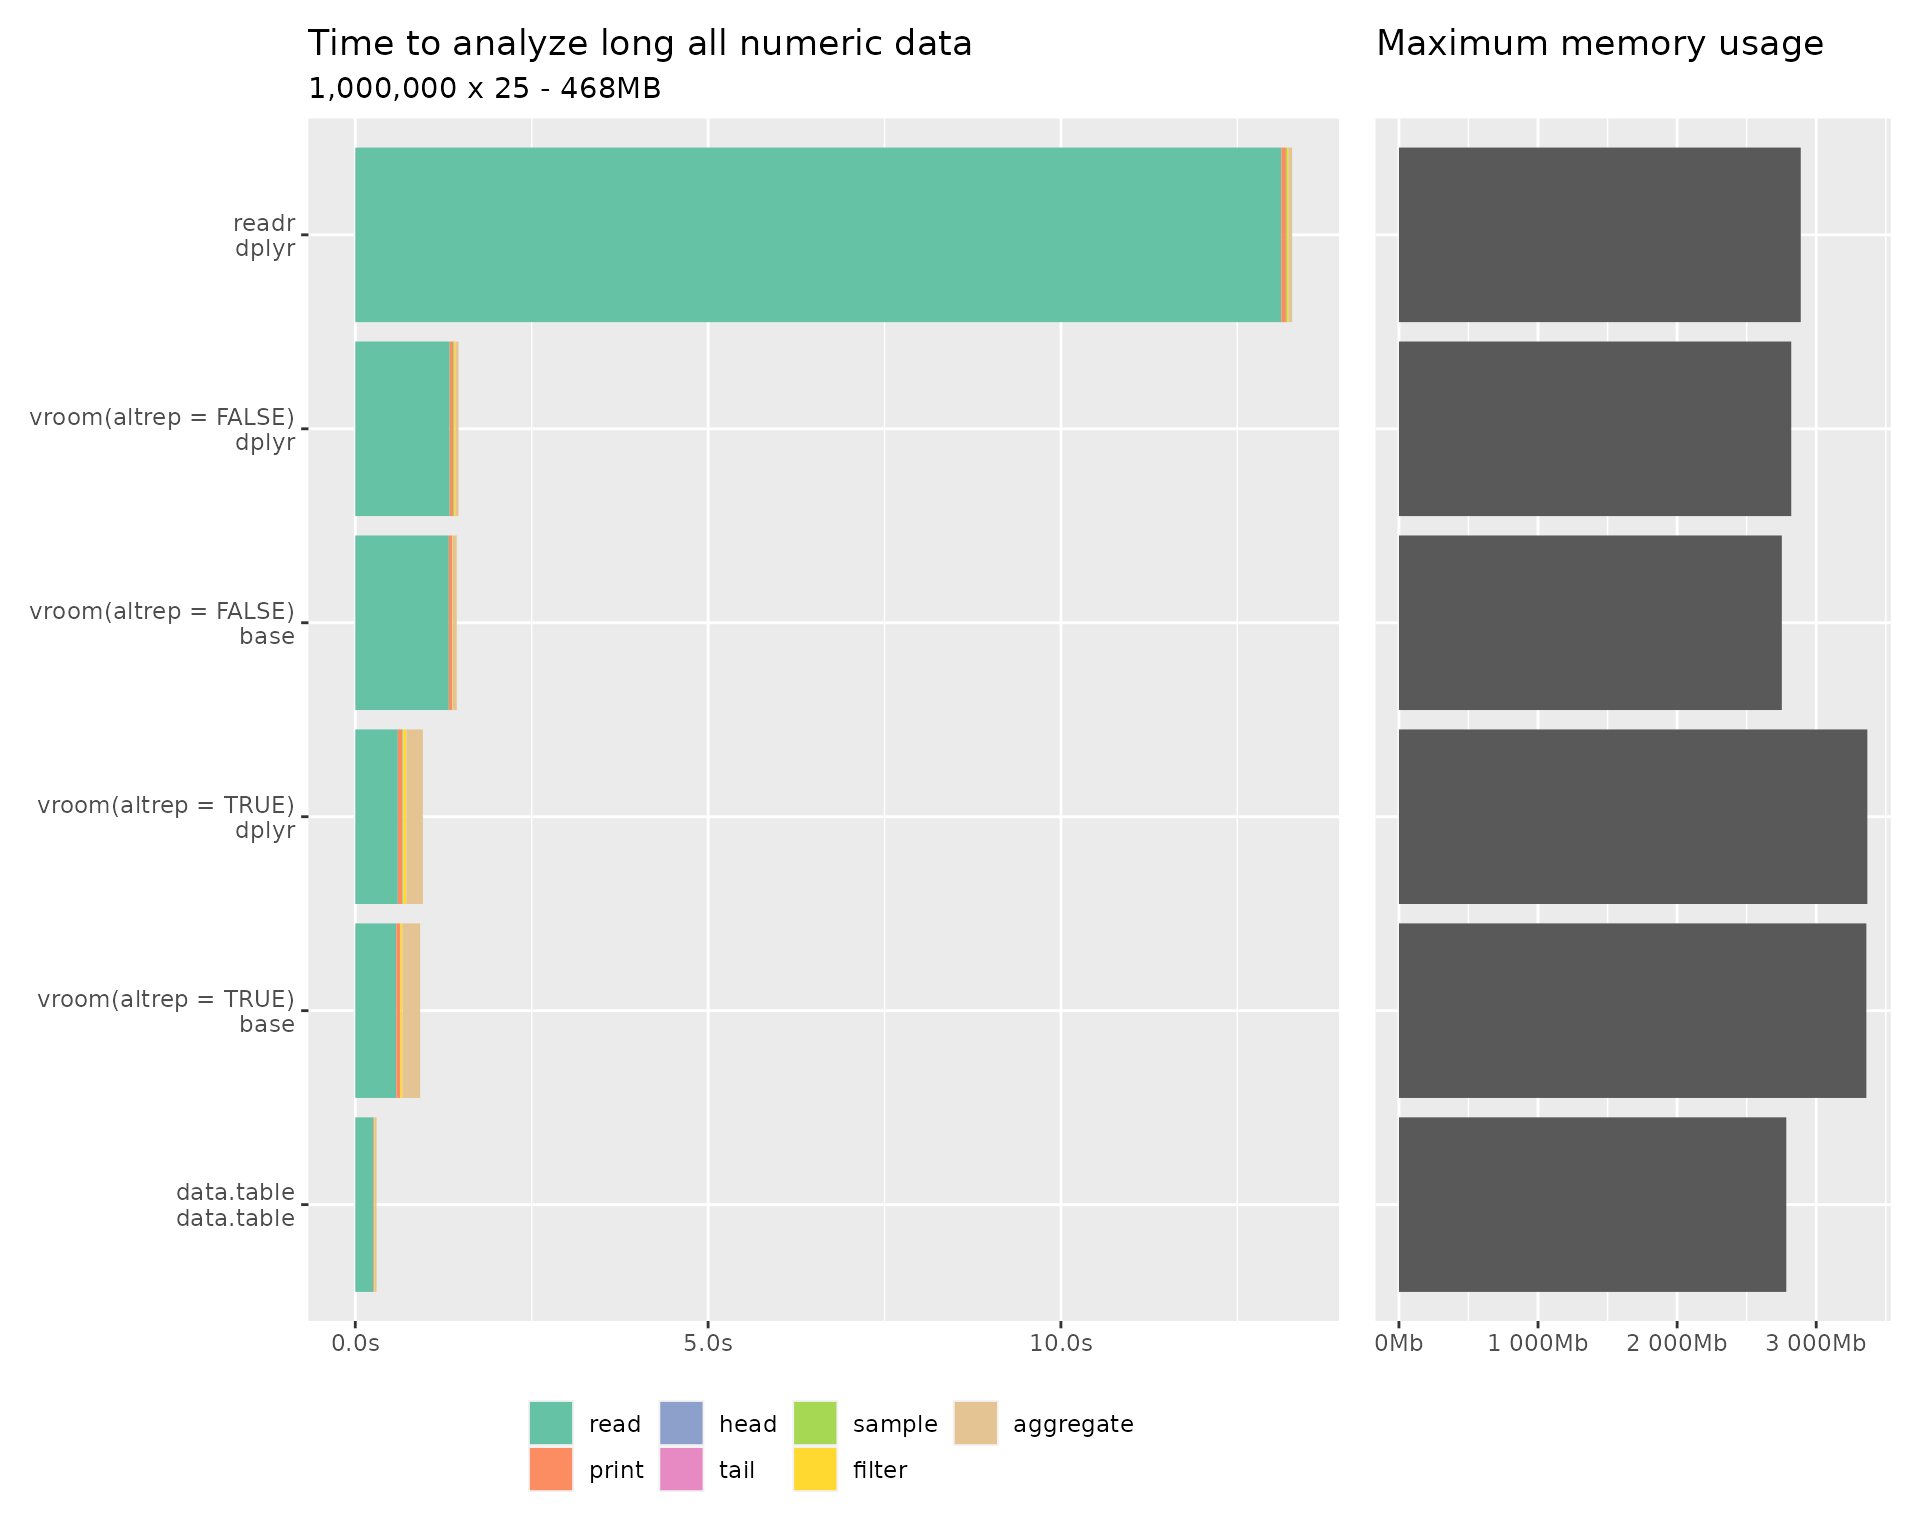 Time to analyze long all numeric data
1,000,000 x 25 - 468MB
Maximum memory usage
readr
dplyr
vroom(altrep = FALSE)
dplyr
vroom(altrep = FALSE)
base
vroom(altrep = TRUE)
dplyr
vroom(altrep = TRUE)
base
data.table
data.table
0.0s 5.0s 10.0s
0Mb 1 000Mb 2 000Mb 3 000Mb
read head sample aggregate
print tail filter